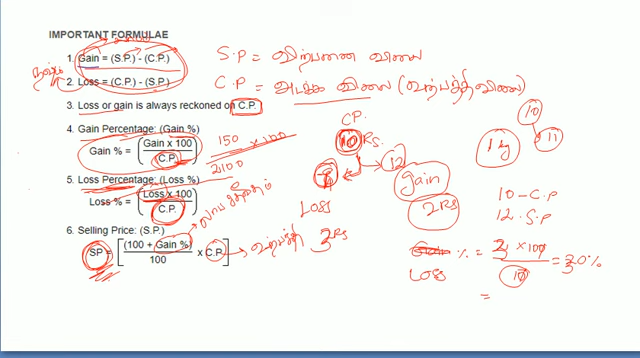 IMPORTANT FORMULAE
1. Gain = (S.P.) - (C.P.)
2. Loss = (C.P.) - (S.P.)
3. Loss or gain is always reckoned on C.P.
4. Gain Percentage: (Gain %)
Gain % = (Gain x 100 / C.P.)
5. Loss Percentage: (Loss %)
Loss % = (Loss x 100 / C.P.)
6. Selling Price: (S.P.)
SP = [(100 + Gain %) / 100 x C.P.]
S.P = விற்பனை விலை
C.P = அடக்க விலை
150 x 100
2100
CP
10 RS
12
gain
2 RS
LOSS
1 kg
10
11
10 - C.P
12. S.P
Gain % = x 100 / 10 = 30%
LOSS
=
3 RS